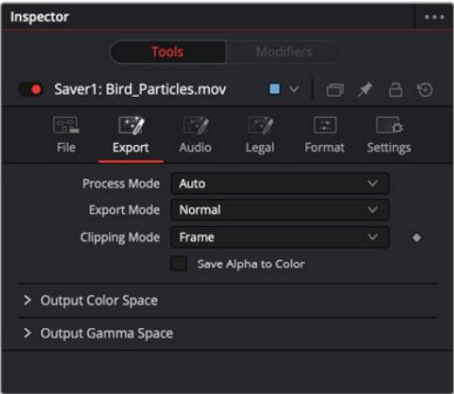 Inspector
Tools Modifiers
Saver1: Bird_Particles.mov
File Export Audio Legal Format Settings
Process Mode Auto
Export Mode Normal
Clipping Mode Frame
Save Alpha to Color
Output Color Space
Output Gamma Space